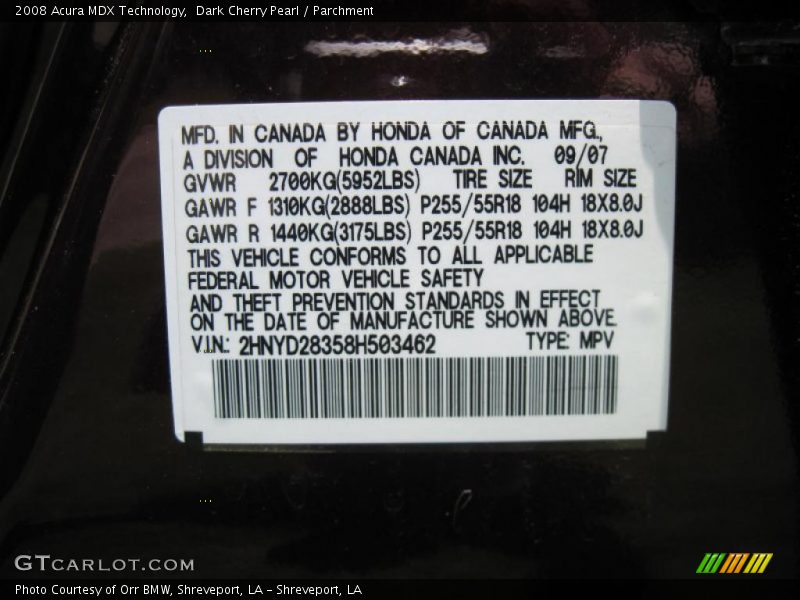 2008 Acura MDX Technology,  Dark Cherry Pearl / Parchment
MFD. IN CANADA BY HONDA OF CANADA MFG.,
A DIVISION OF HONDA CANADA INC. 09/07
GVWR 2700KG(5952LBS) TIRE SIZE RIM SIZE
GAWR F 1310KG(2888LBS) P255/55R18 104H 18X8.0J
GAWR R 1440KG(3175LBS) P255/55R18 104H 18X8.0J
THIS VEHICLE CONFORMS TO ALL APPLICABLE
FEDERAL MOTOR VEHICLE SAFETY
AND THEFT PREVENTION STANDARDS IN EFFECT
ON THE DATE OF MANUFACTURE SHOWN ABOVE.
V.I.N.: 2HNYD28358H503462 TYPE: MPV
GTCARLOT.COM
Photo Courtesy of Orr BMW, Shreveport, LA - Shreveport, LA